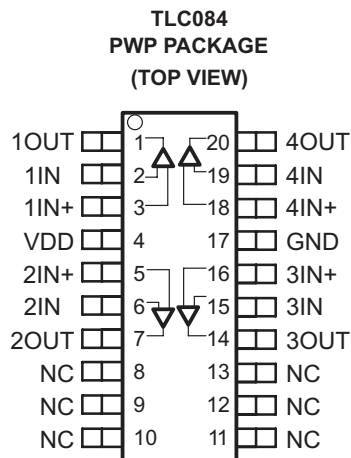 TLC084
PWP PACKAGE
(TOP VIEW)
1OUT 1 20 4OUT
1IN 2 19 4IN
1IN+ 3 18 4IN+
VDD 4 17 GND
2IN+ 5 16 3IN+
2IN 6 15 3IN
2OUT 7 14 3OUT
NC 8 13 NC
NC 9 12 NC
NC 10 11 NC